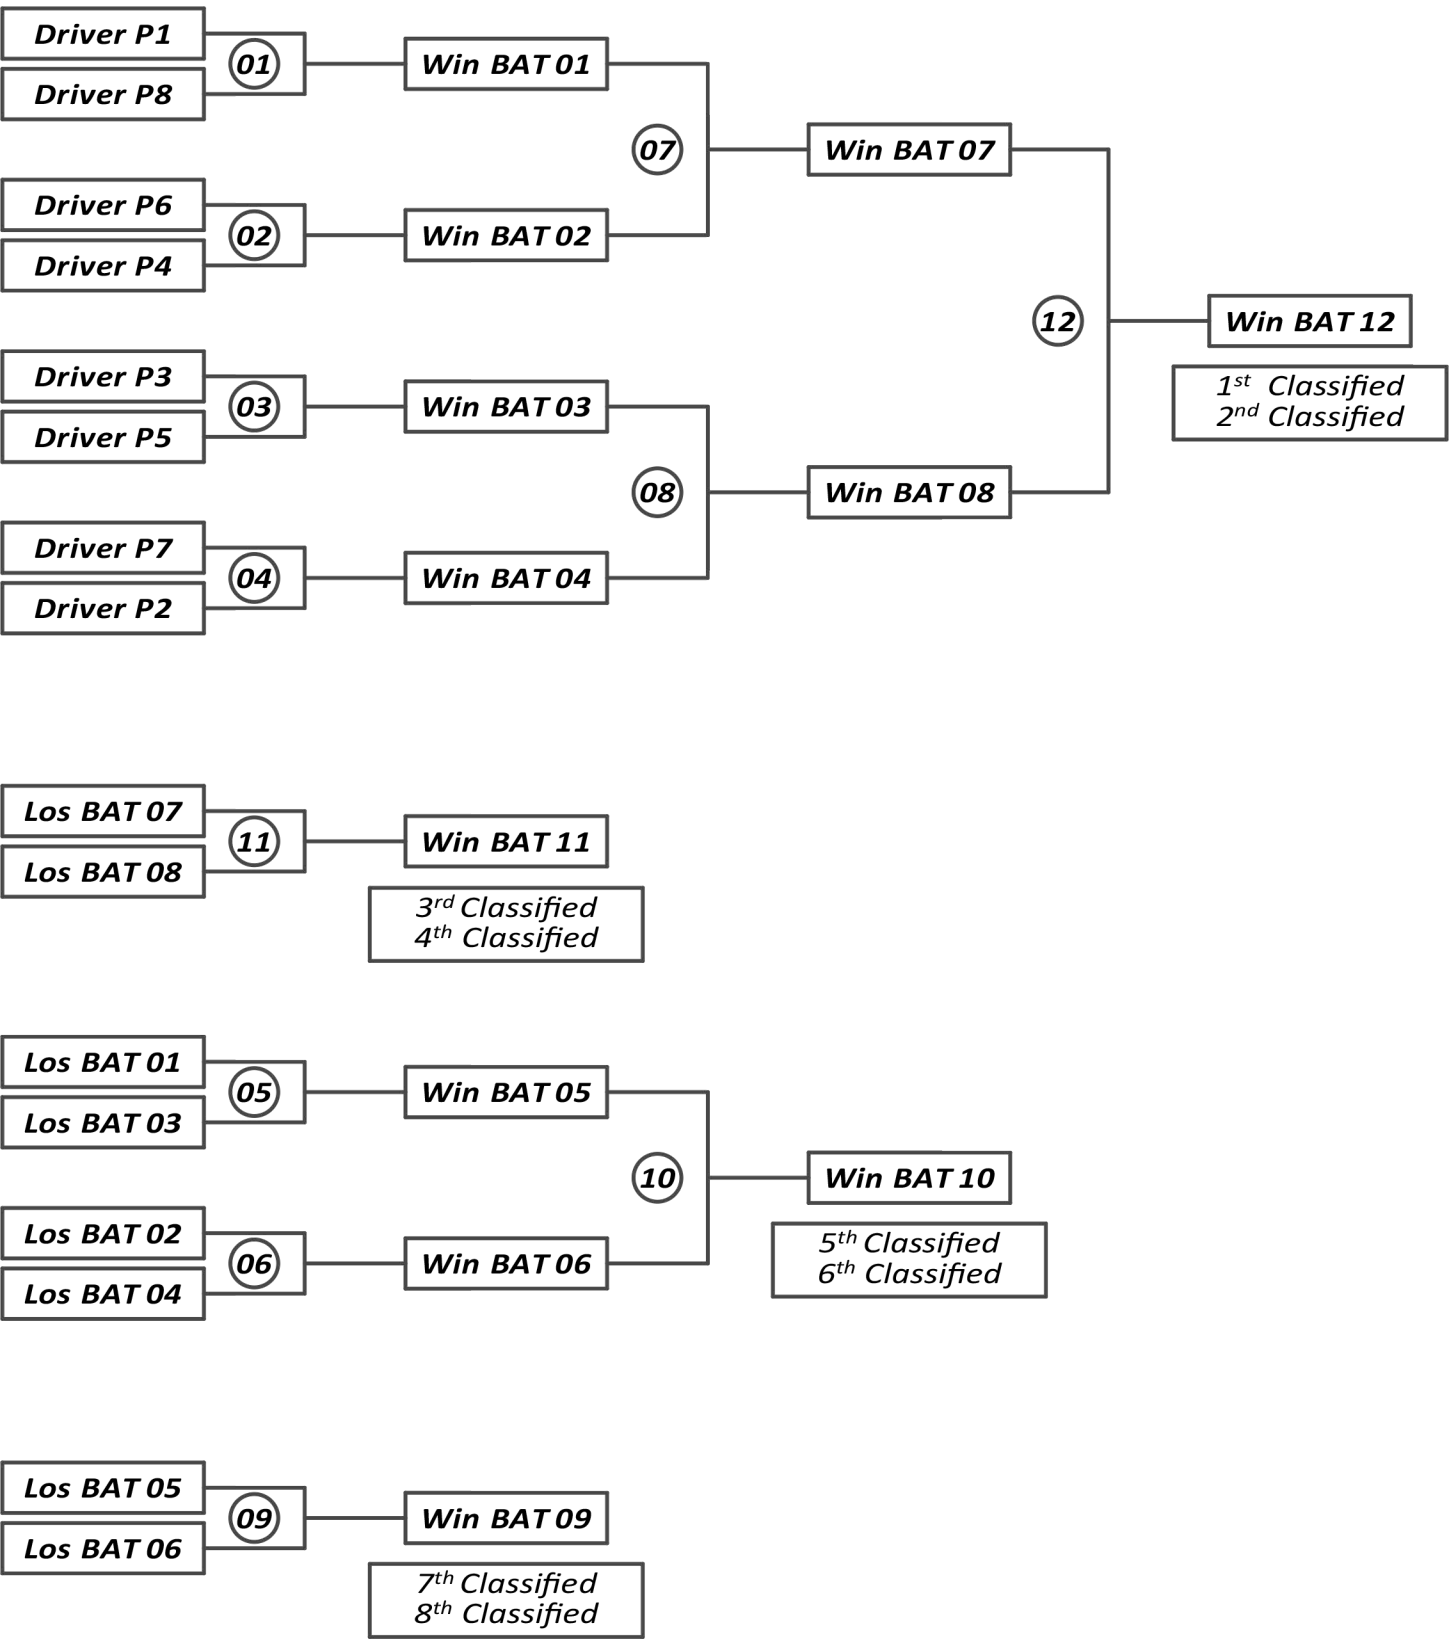 Driver P1
01
Driver P8
Win BAT 01
07
Win BAT 07
Driver P6
02
Driver P4
Win BAT 02
12
Win BAT 12
1st Classified
2nd Classified
Driver P3
03
Driver P5
Win BAT 03
08
Win BAT 08
Driver P7
04
Driver P2
Win BAT 04
Los BAT 07
11
Los BAT 08
Win BAT 11
3rd Classified
4th Classified
Los BAT 01
05
Los BAT 03
Win BAT 05
10
Win BAT 10
5th Classified
6th Classified
Los BAT 02
06
Los BAT 04
Win BAT 06
Los BAT 05
09
Los BAT 06
Win BAT 09
7th Classified
8th Classified